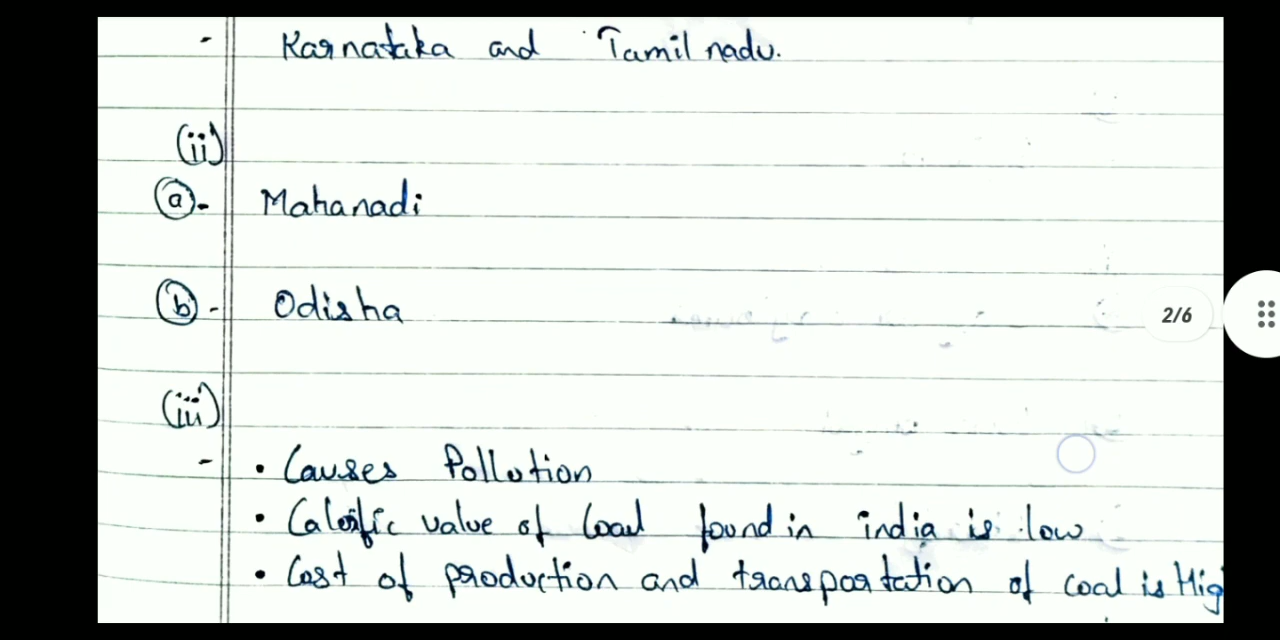 - Karnataka and Tamil nadu.
(ii)
(a)- Mahanadi
(b)- Odisha
2/6
(iii)
- • Causes Pollution
• Calorific value of Coal found in india is low
• Cost of production and transportation of coal is Hig